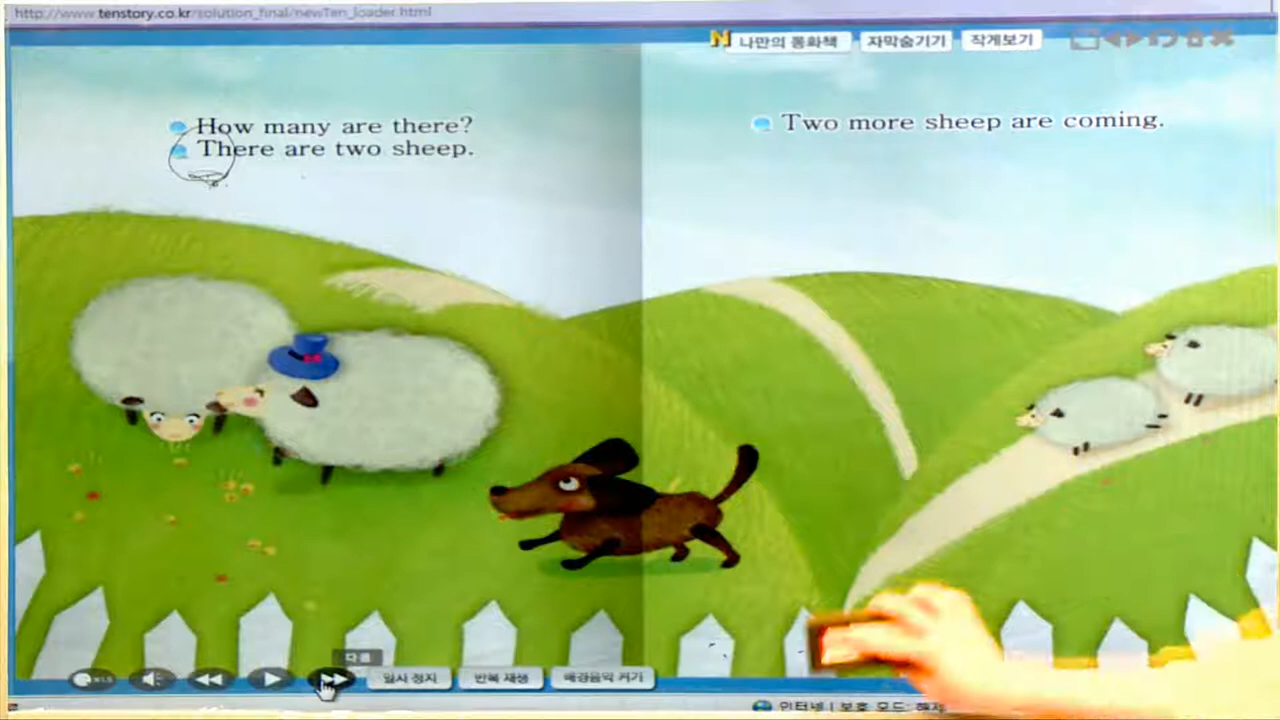 http://www.tenstory.co.kr/solution_final/newTen_loader.html
N 나만의 동화책 자막숨기기 작게보기
How many are there?
There are two sheep.
Two more sheep are coming.
다음
일시 정지 반복 재생 배경음악 켜기
인터넷 | 보호 모드: 해제